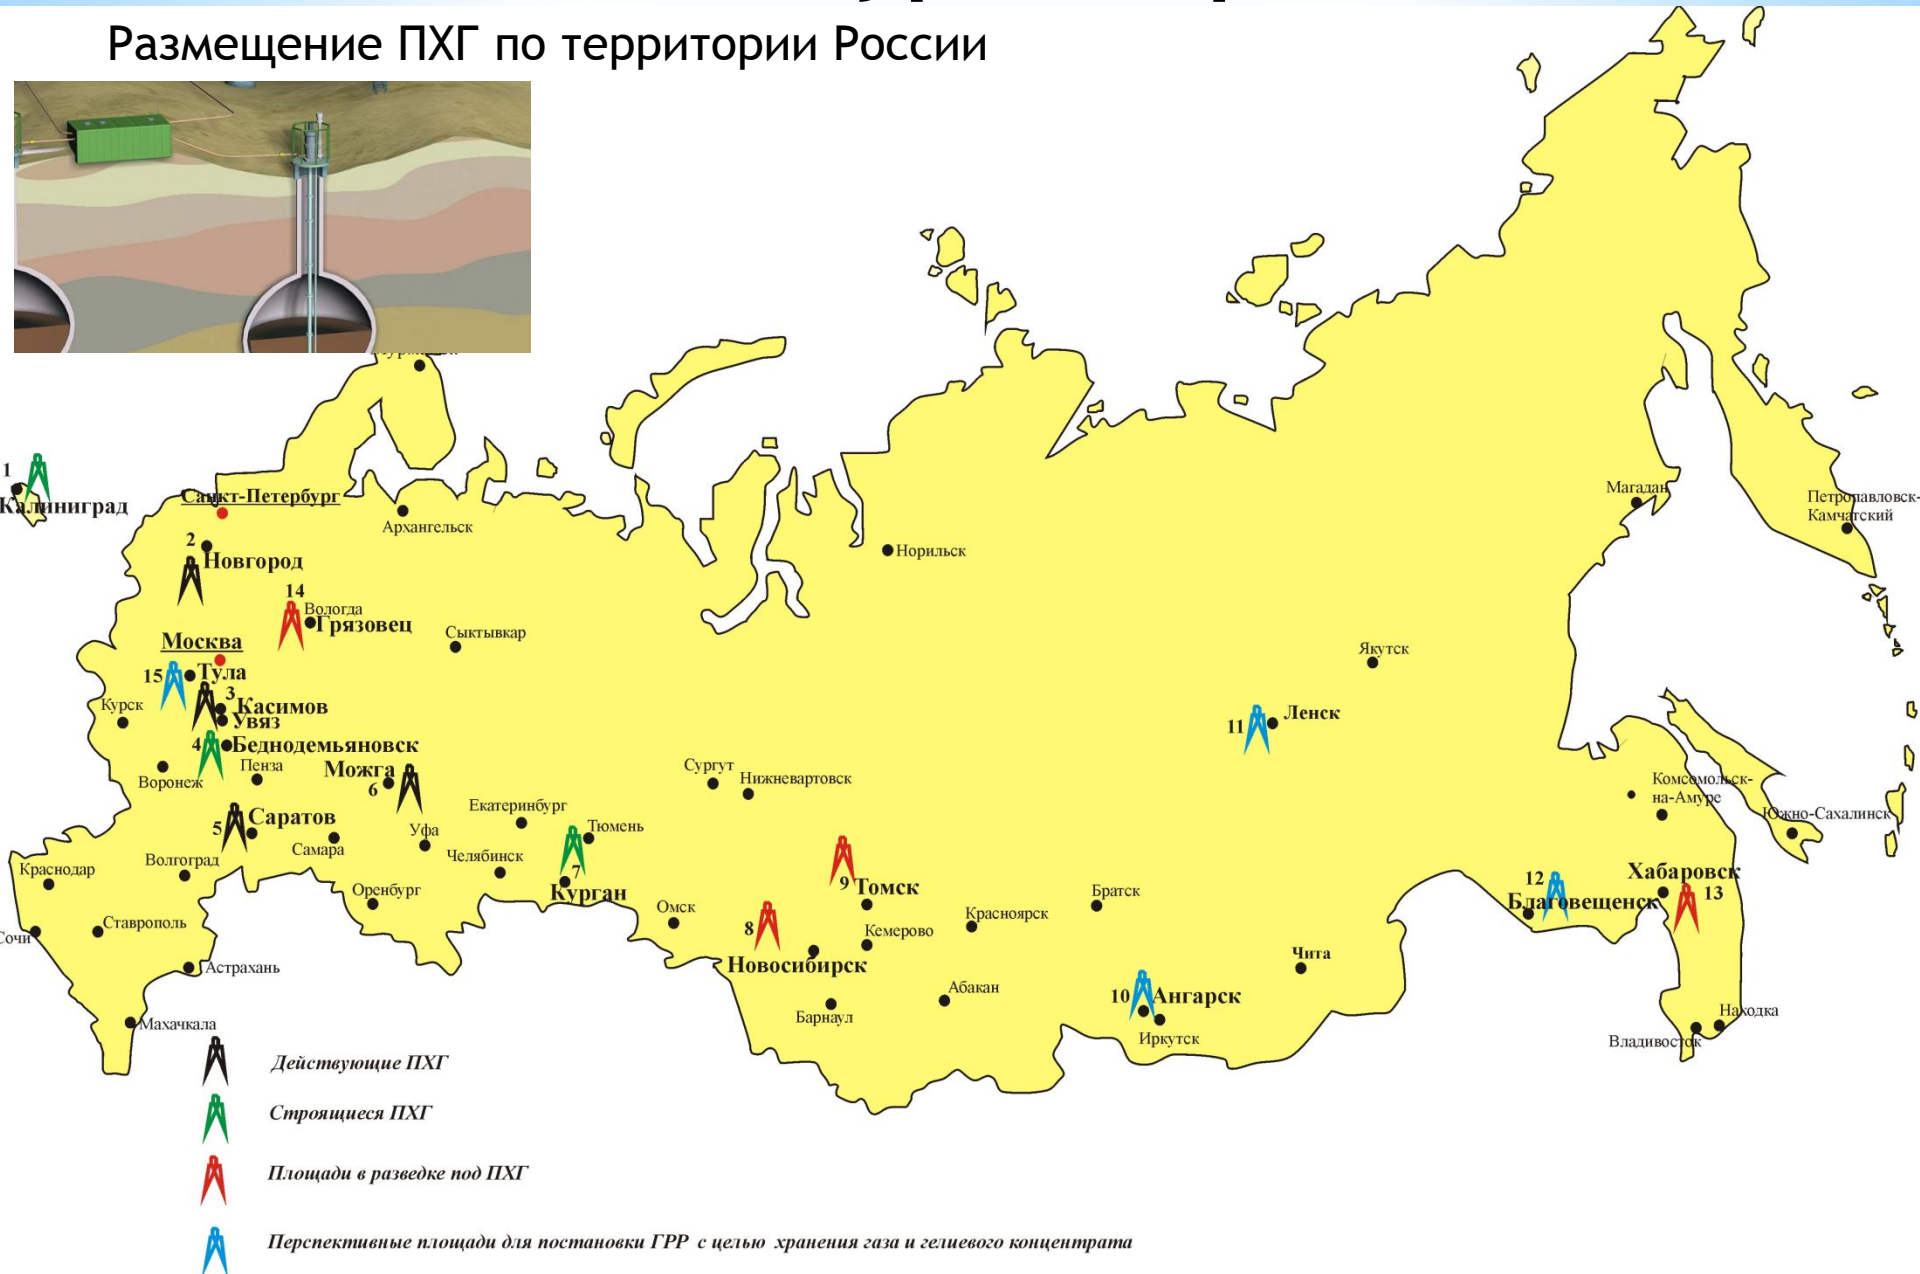 Размещение ПХГ по территории России
1
Калиниград
Санкт-Петербург
Архангельск
2
Новгород
Норильск
Магадан
Петропавловск-
Камчатский
14
Вологда
Грязовец
Сыктывкар
Москва
15
Тула
3
Касимов
Увяз
Курск
4
Беднодемьяновск
Пенза
Воронеж
Можга
6
Якутск
11
Ленск
Сургут
Нижневартовск
Комсомольск-
на-Амуре
Южно-Сахалинск
Екатеринбург
Тюмень
5
Саратов
Самара
Уфа
Челябинск
7
Курган
Волгоград
Краснодар
Оренбург
9
Томск
Омск
8
Новосибирск
Кемерово
Красноярск
Братск
12
Благовещенск
Хабаровск
13
Сочи
Ставрополь
Астрахань
Махачкала
Барнаул
Абакан
10
Ангарск
Иркутск
Чита
Находка
Владивосток
Действующие ПХГ
Строящиеся ПХГ
Площади в разведке под ПХГ
Перспективные площади для постановки ГРР с целью хранения газа и гелиевого концентрата